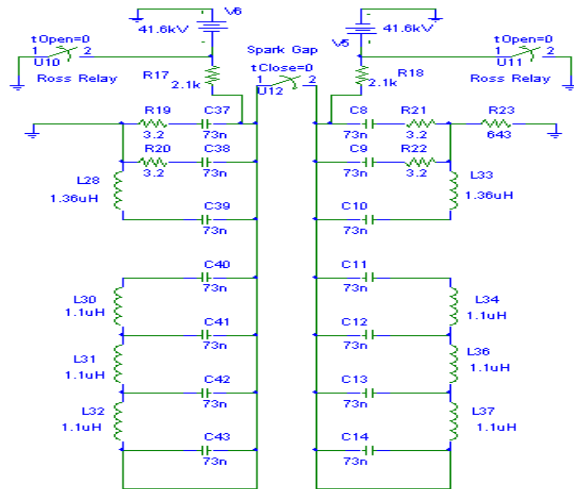 V6
41.6kV
41.6kV
V5
tOpen=0
1 2
U10
Ross Relay
R17
2.1k
Spark Gap
tClose=0
1 2
U12
R18
2.1k
tOpen=0
1 2
U11
Ross Relay
R19
3.2
C37
73n
C8
73n
R21
3.2
R23
643
R20
3.2
C38
73n
C9
73n
R22
3.2
L28
1.36uH
L33
1.36uH
C39
73n
C10
73n
C40
73n
C11
73n
L30
1.1uH
L34
1.1uH
C41
73n
C12
73n
L31
1.1uH
L36
1.1uH
C42
73n
C13
73n
L32
1.1uH
L37
1.1uH
C43
73n
C14
73n